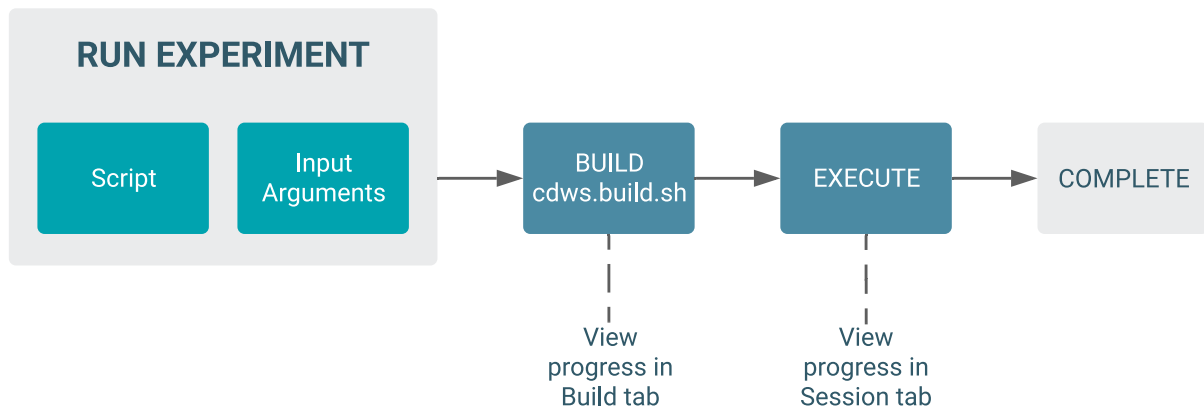 RUN EXPERIMENT
Script
Input
Arguments
BUILD
cdws.build.sh
EXECUTE
COMPLETE
View
progress in
Build tab
View
progress in
Session tab